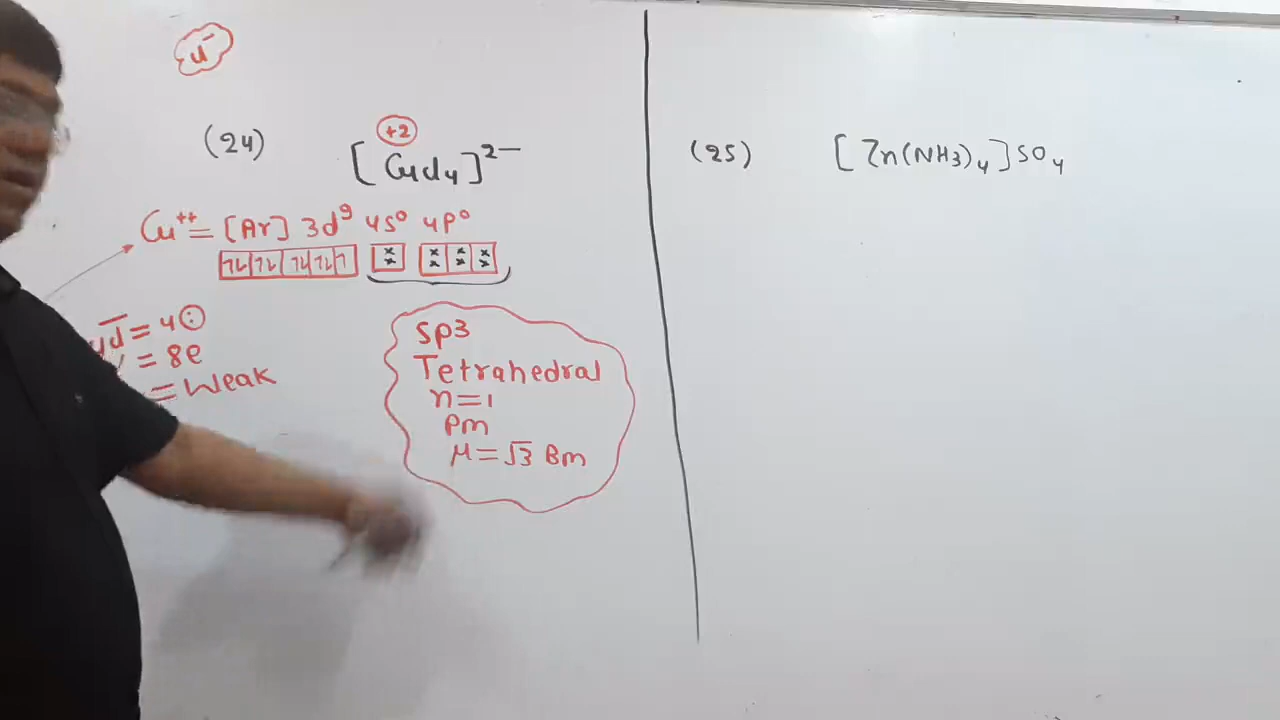 Cl⁻
(24)
+2
[CuCl₄]²⁻
Cu⁺⁺ = [Ar] 3d⁹ 4s⁰ 4p⁰
= 4
= 8e
= Weak
sp3
Tetrahedral
n=1
Pm
μ=√3 Bm
(25) [Zn(NH3)₄]SO₄